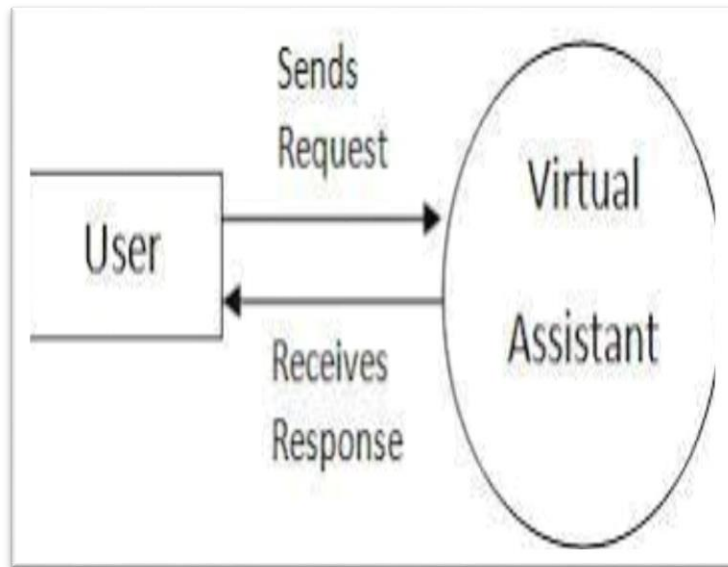 Sends
Request
User
Virtual
Assistant
Receives
Response